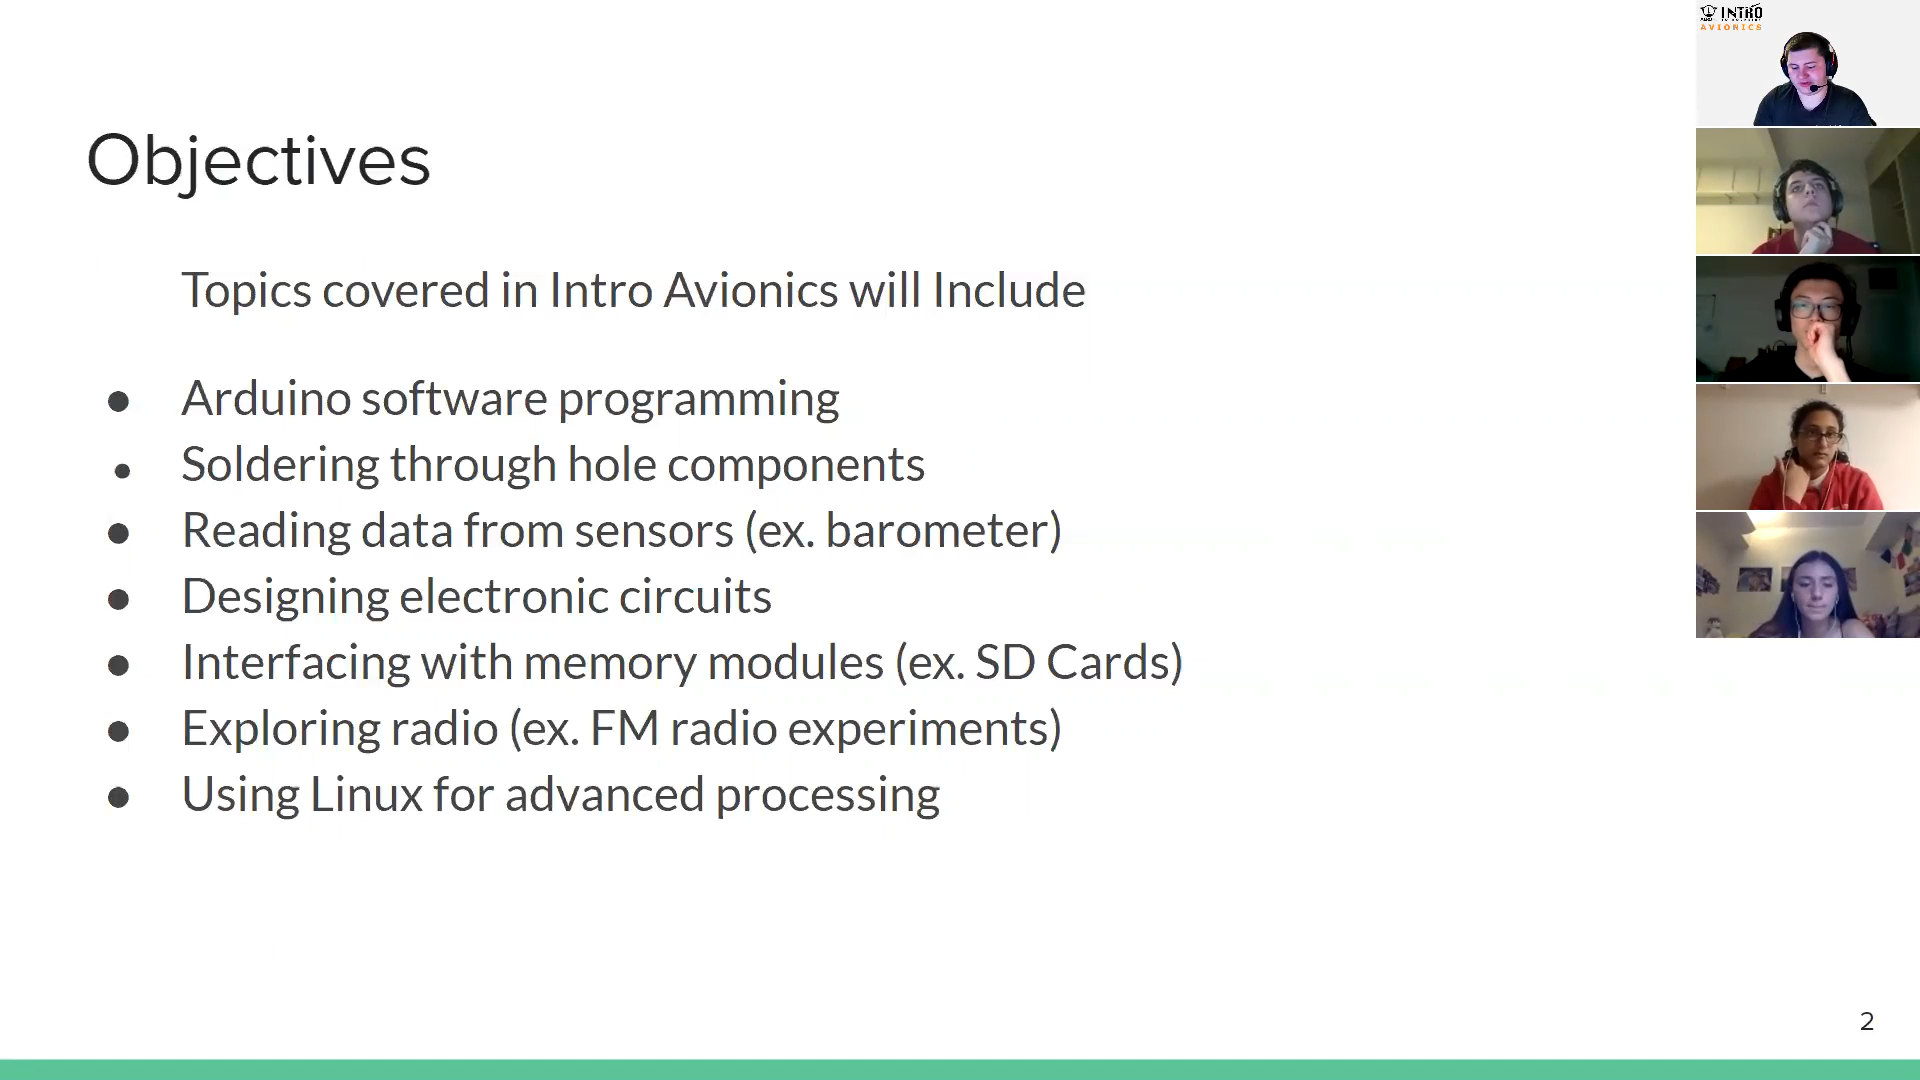 INTRO
AVIONICS
Objectives
Topics covered in Intro Avionics will Include
● Arduino software programming
● Soldering through hole components
● Reading data from sensors (ex. barometer)
● Designing electronic circuits
● Interfacing with memory modules (ex. SD Cards)
● Exploring radio (ex. FM radio experiments)
● Using Linux for advanced processing
2